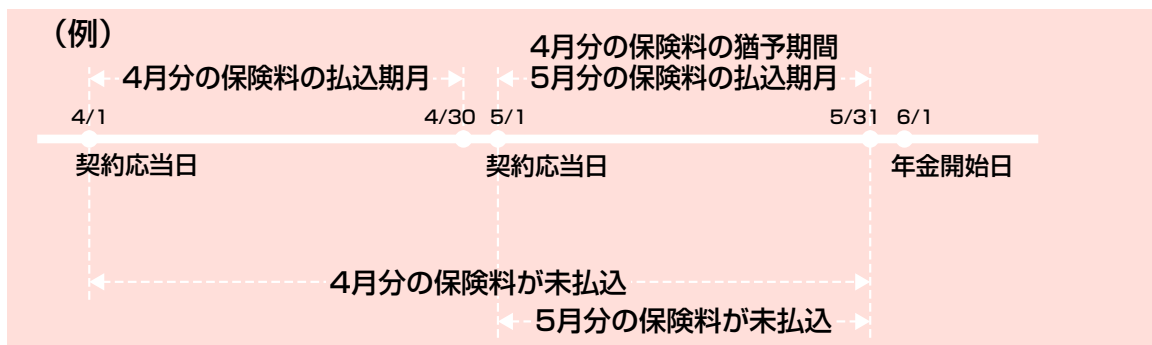 （例）
4月分の保険料の猶予期間
4月分の保険料の払込期月
5月分の保険料の払込期月
4/1
4/30
5/1
5/31
6/1
契約応当日
契約応当日
年金開始日
4月分の保険料が未払込
5月分の保険料が未払込